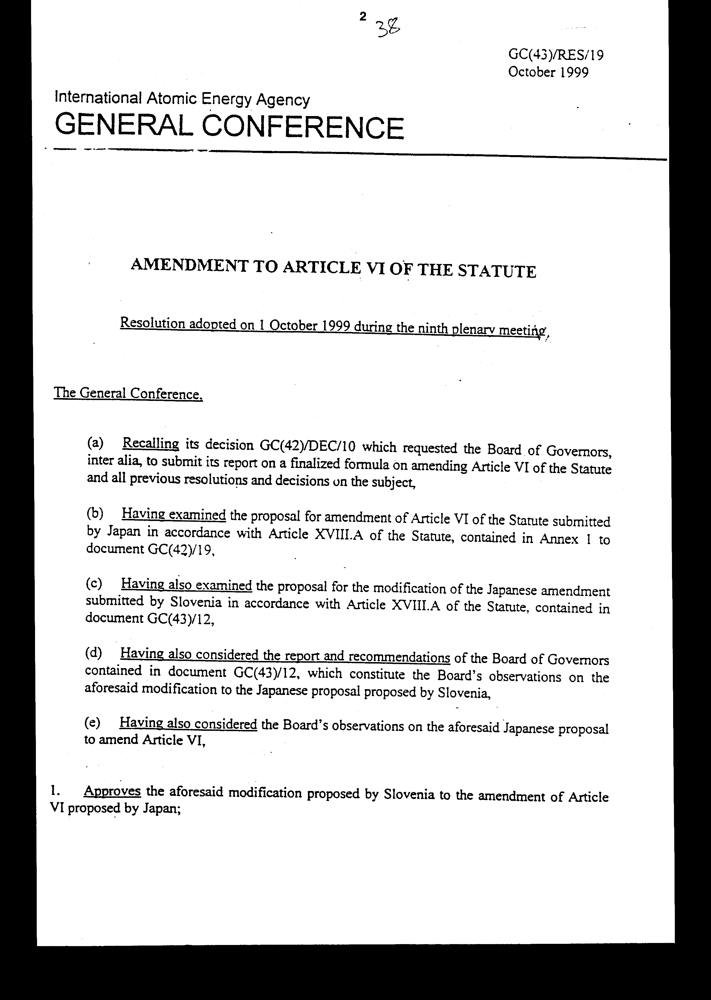 2
38
GC(43)/RES/19
October 1999
International Atomic Energy Agency
GENERAL CONFERENCE
AMENDMENT TO ARTICLE VI OF THE STATUTE
Resolution adopted on 1 October 1999 during the ninth plenary meeting,
The General Conference,
(a) Recalling its decision GC(42)/DEC/10 which requested the Board of Governors,
inter alia, to submit its report on a finalized formula on amending Article VI of the Statute
and all previous resolutions and decisions on the subject,
(b) Having examined the proposal for amendment of Article VI of the Statute submitted
by Japan in accordance with Article XVIII.A of the Statute, contained in Annex 1 to
document GC(42)/19,
(c) Having also examined the proposal for the modification of the Japanese amendment
submitted by Slovenia in accordance with Article XVIII.A of the Statute, contained in
document GC(43)/12,
(d) Having also considered the report and recommendations of the Board of Governors
contained in document GC(43)/12, which constitute the Board's observations on the
aforesaid modification to the Japanese proposal proposed by Slovenia,
(e) Having also considered the Board's observations on the aforesaid Japanese proposal
to amend Article VI,
1. Approves the aforesaid modification proposed by Slovenia to the amendment of Article
VI proposed by Japan;